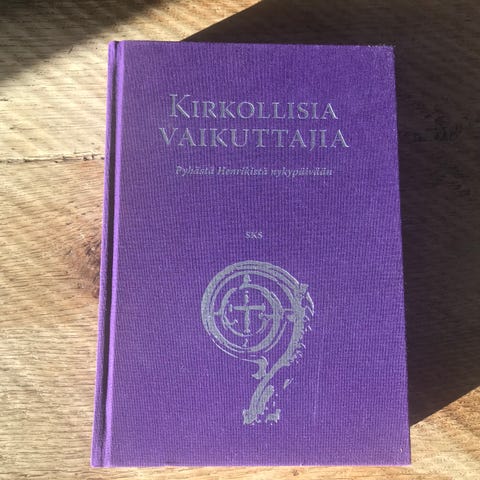 KIRKOLLISIA
VAIKUTTAJIA
Pyhästä Henrikistä nykypäivään
SKS